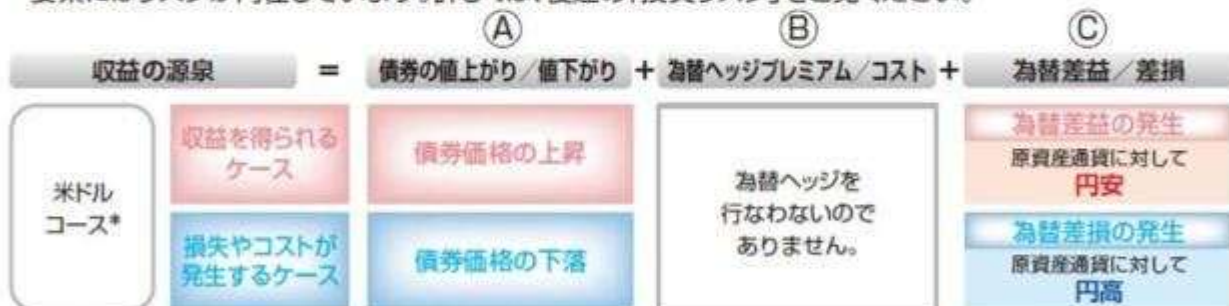 Ⓐ Ⓑ Ⓒ
収益の源泉 = 債券の値上がり/値下がり + 為替ヘッジプレミアム/コスト + 為替差益/差損
米ドル
コース*
収益を得られる
ケース
債券価格の上昇
損失やコストが
発生するケース
債券価格の下落
為替ヘッジを
行なわないので
ありません。
為替差益の発生
原資産通貨に対して
円安
為替差損の発生
原資産通貨に対して
円高